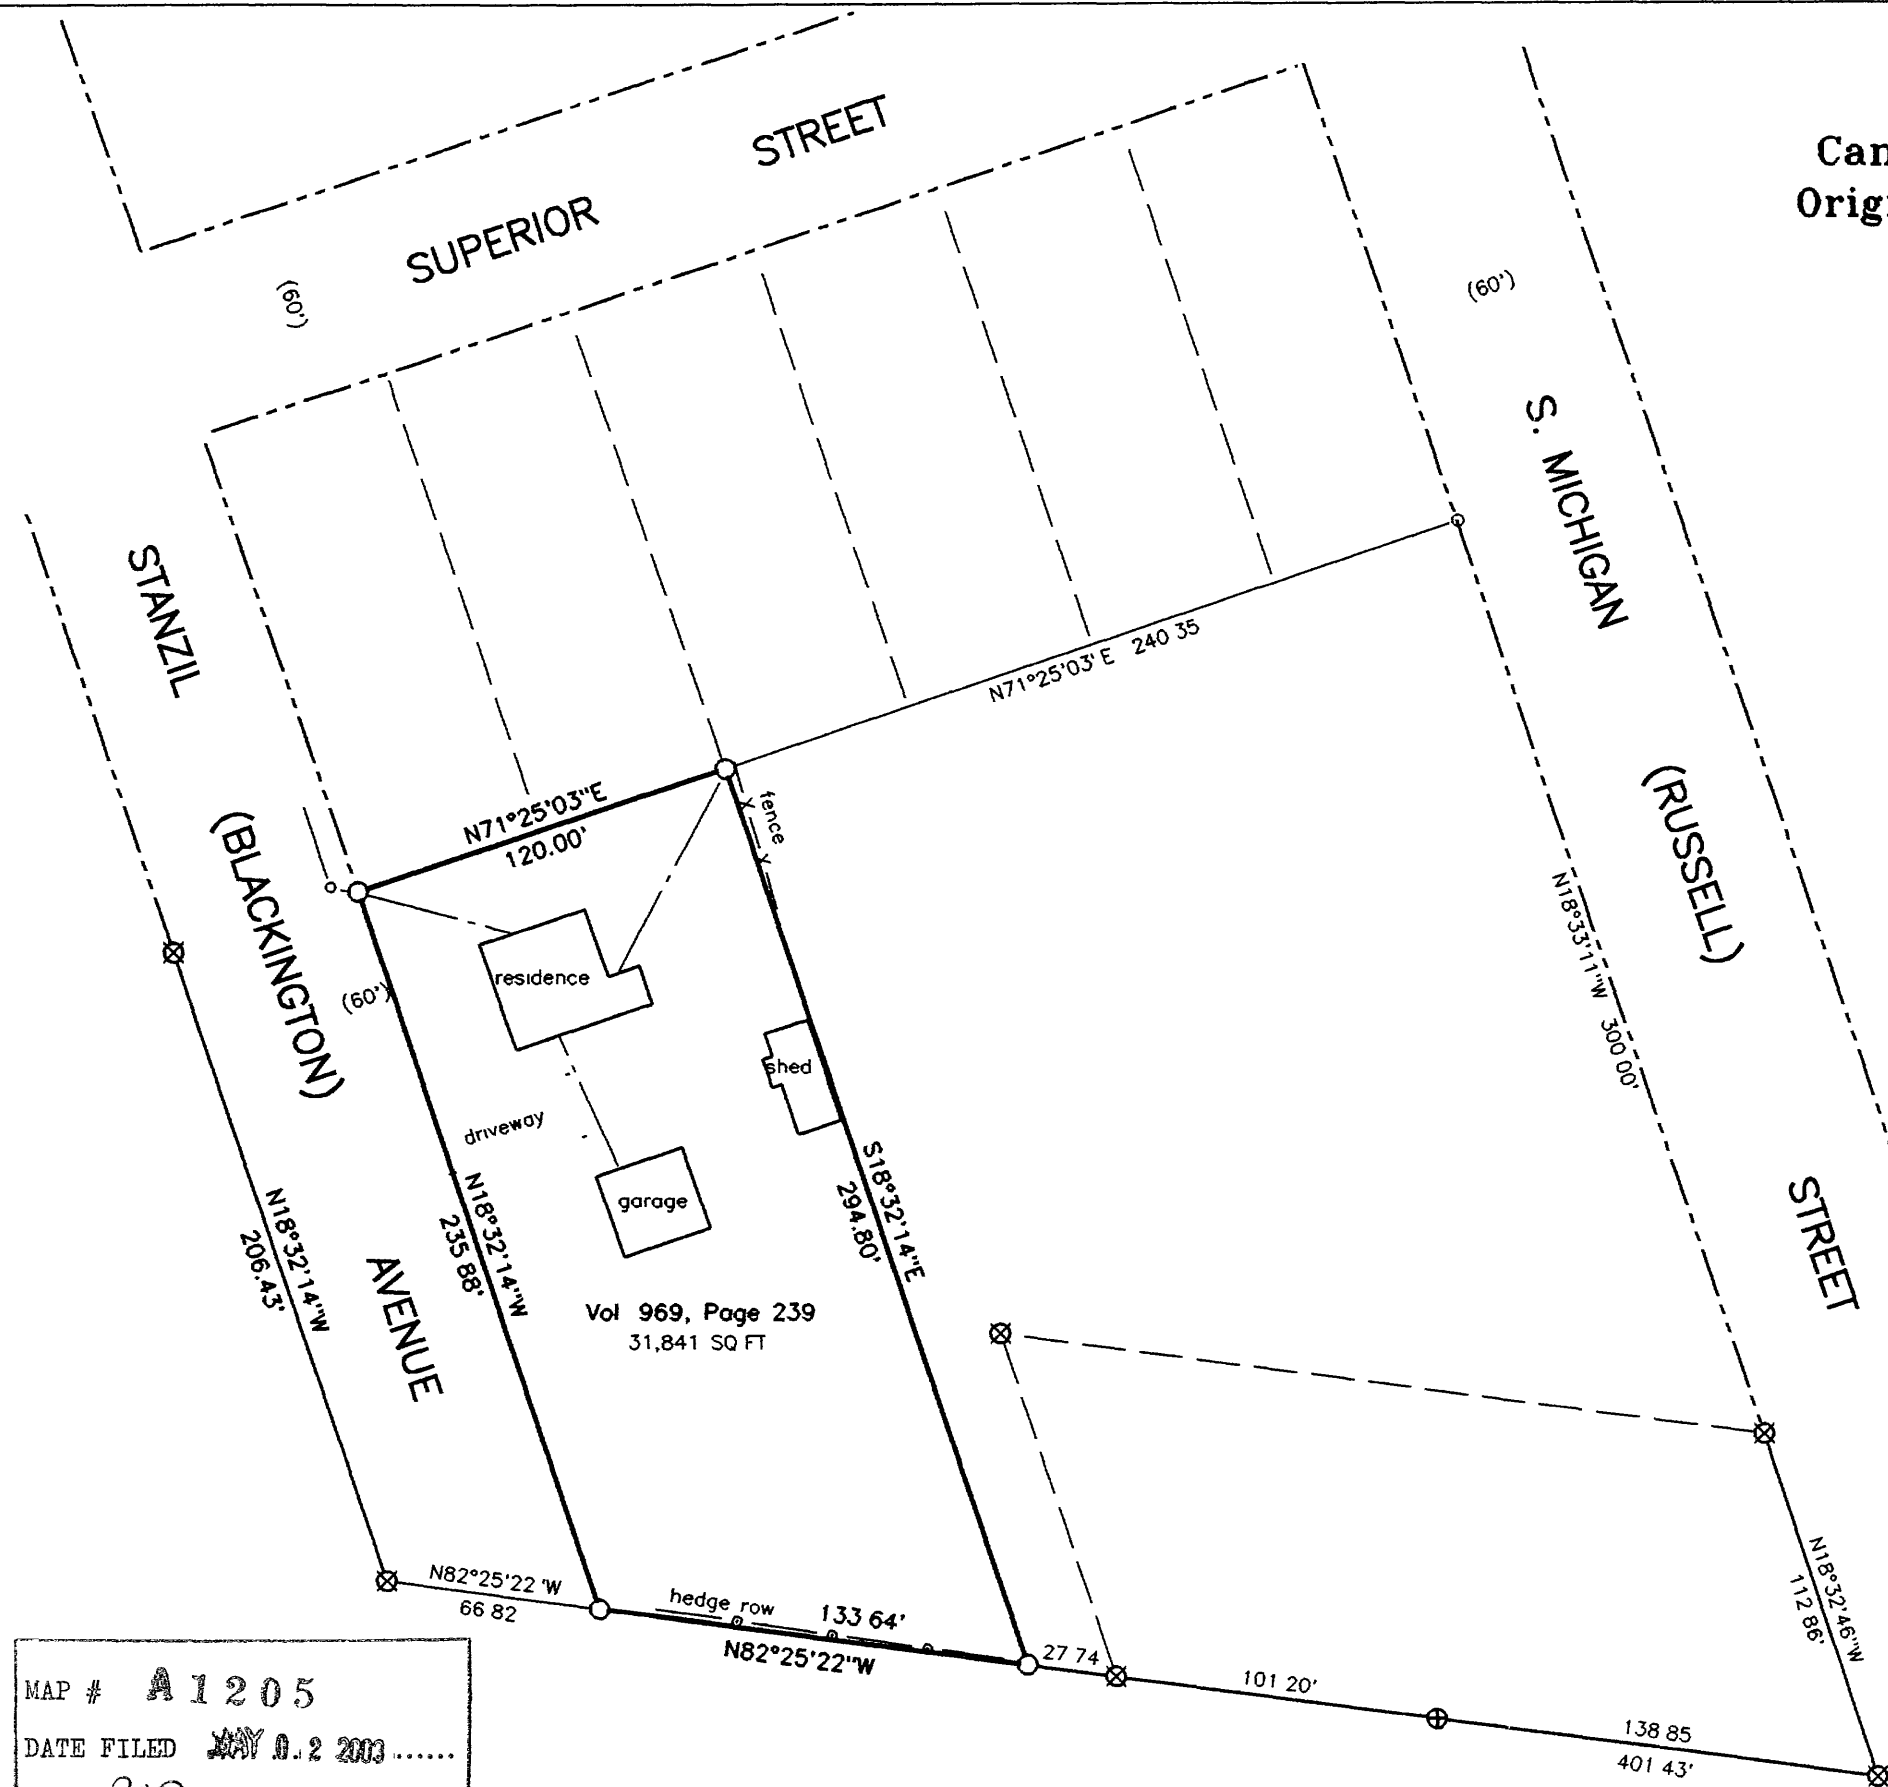 Can
Orig
SUPERIOR STREET
(60')
(60')
S. MICHIGAN (RUSSELL) STREET
STANZIL (BLACKINGTON) AVENUE
(60')
N71°25'03' E 240 35
N71°25'03"E
120.00'
fence
residence
shed
driveway
garage
N18°33'11"W 300 00'
S18°32'14"E
294.80'
N18°32'14"W
235 88'
N18°32'14"W
206.43'
Vol 969, Page 239
31,841 SQ FT
N82°25'22 'W
66 82
hedge row
133 64'
N82°25'22"W
27 74
101 20'
138 85
401 43'
N18°32'46"W
112 86'
MAP # A1205
DATE FILED MAY 0.2 2003 ......